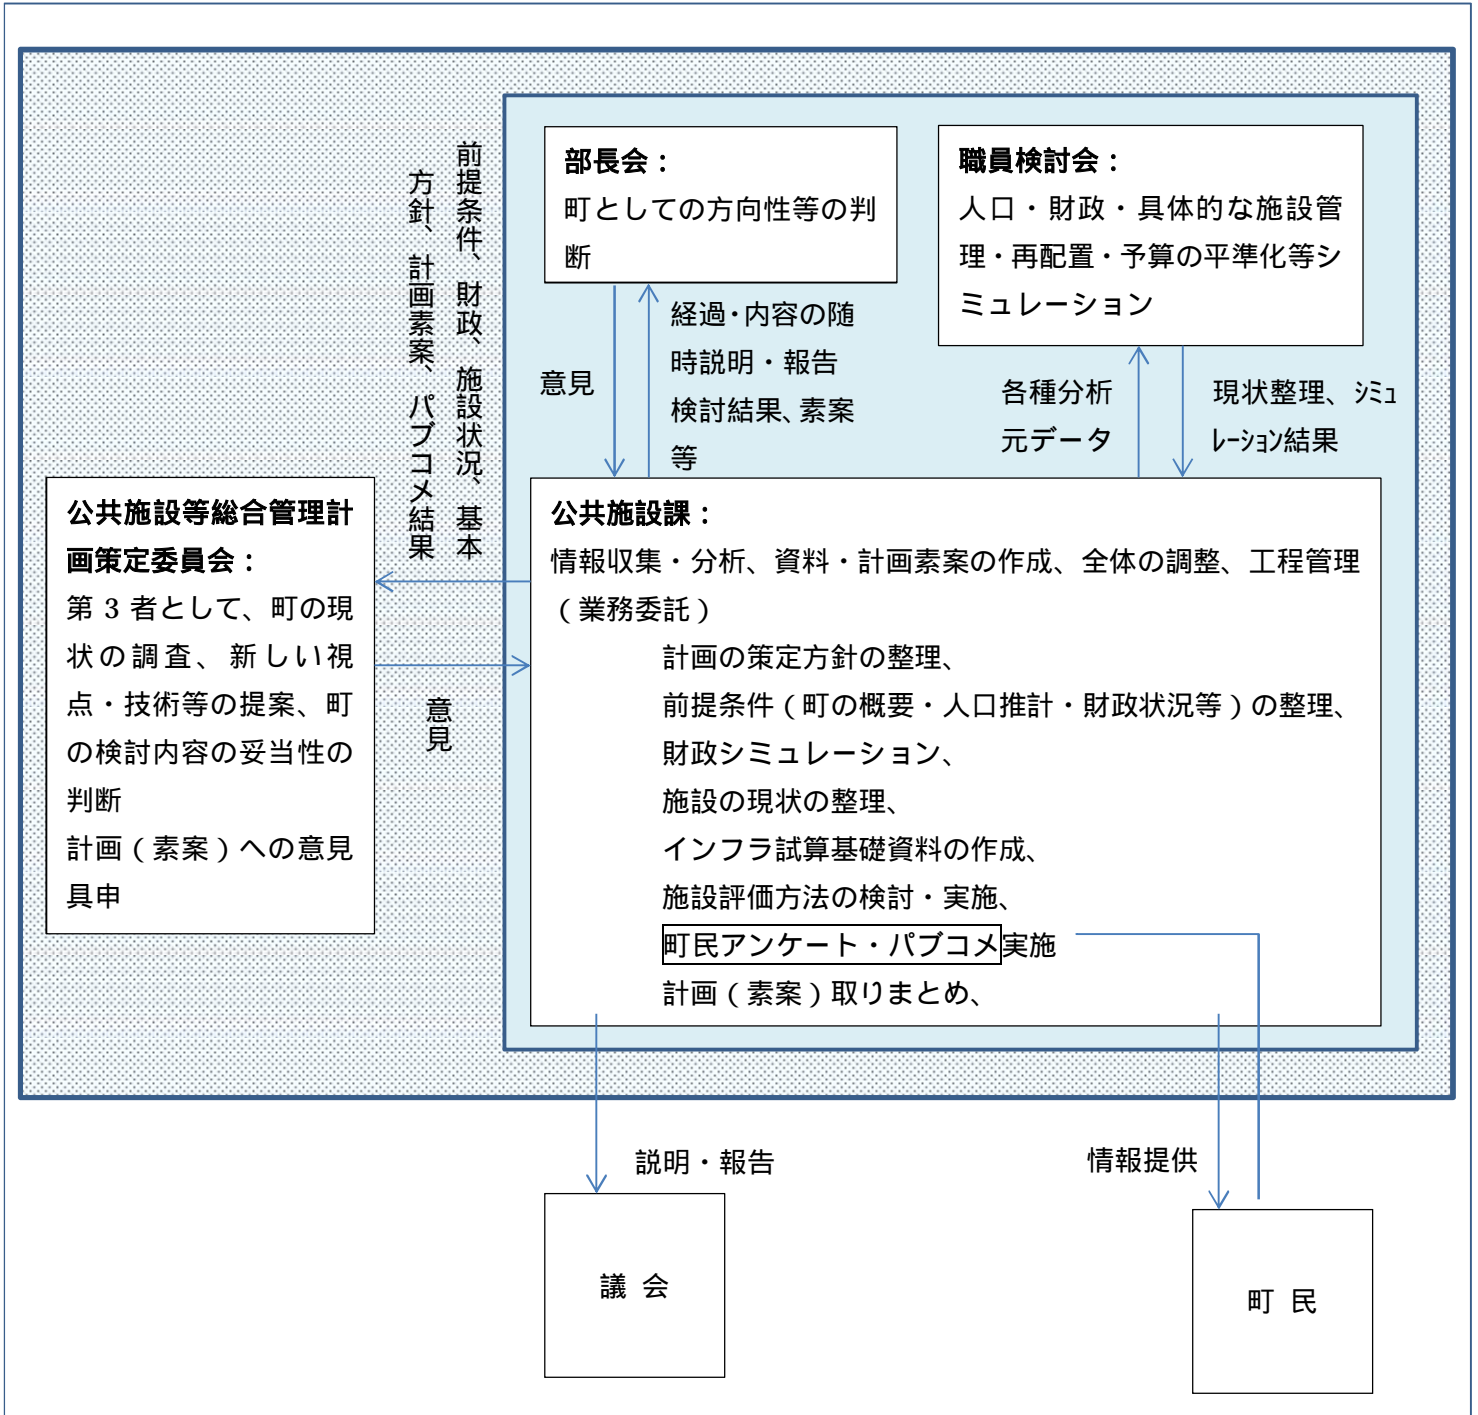 部長会：
町としての方向性等の判
断
職員検討会：
人口・財政・具体的な施設管
理・再配置・予算の平準化等シ
ミュレーション
前提条件、財政、施設状況、基本
方針、計画素案、パブコメ結果
意見
経過・内容の随
時説明・報告
検討結果、素案
等
各種分析
元データ
現状整理、ｼﾐｭ
ﾚｰｼｮﾝ結果
公共施設等総合管理計
画策定委員会：
第３者として、町の現
状の調査、新しい視
点・技術等の提案、町
の検討内容の妥当性の
判断
計画（素案）への意見
具申
意見
公共施設課：
情報収集・分析、資料・計画素案の作成、全体の調整、工程管理
（業務委託）
計画の策定方針の整理、
前提条件（町の概要・人口推計・財政状況等）の整理、
財政シミュレーション、
施設の現状の整理、
インフラ試算基礎資料の作成、
施設評価方法の検討・実施、
町民アンケート・パブコメ実施
計画（素案）取りまとめ、
説明・報告
情報提供
議 会
町 民